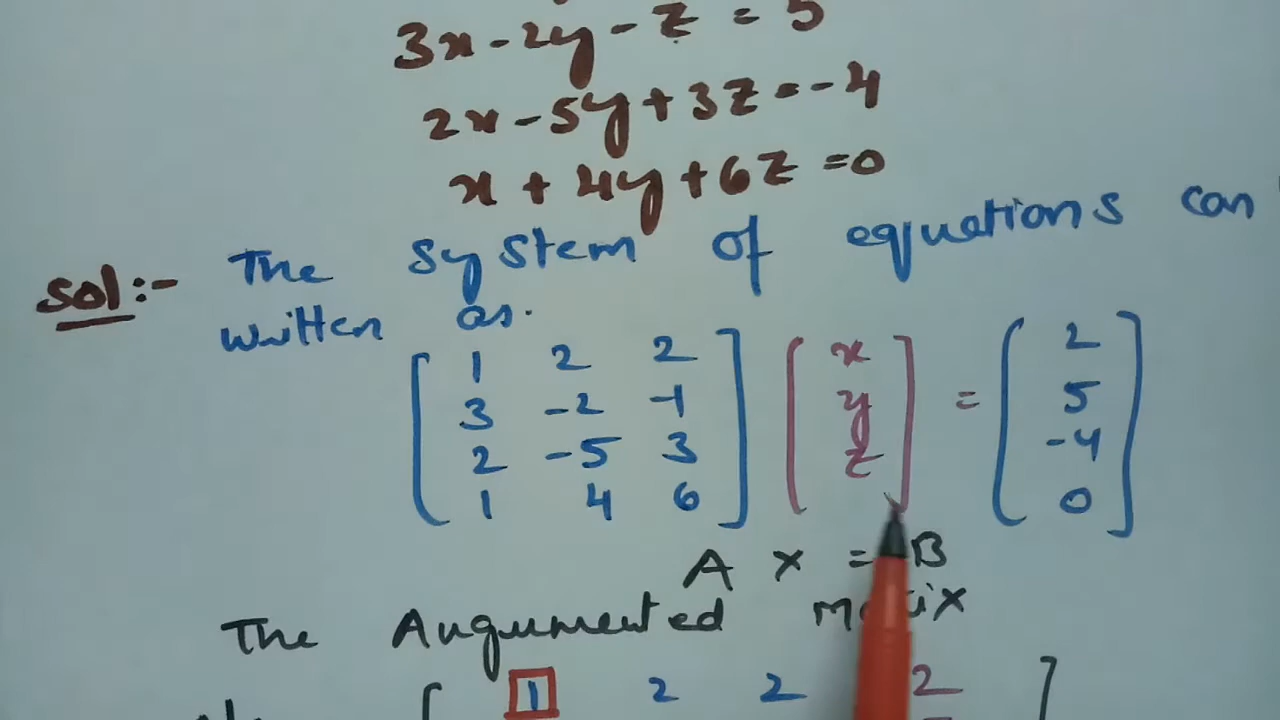 3x - 2y - z = 5
2x - 5y + 3z = -4
x + 4y + 6z = 0
Sol:- The system of equations can
written as.
[ 1 2 2 ] [ x ] = [ 2 ]
[ 3 -2 -1 ] [ y ] [ 5 ]
[ 2 -5 3 ] [ z ] [ -4 ]
[ 1 4 6 ] [ 0 ]
A X = B
The Augumented
[ 1 2 2 2 ]